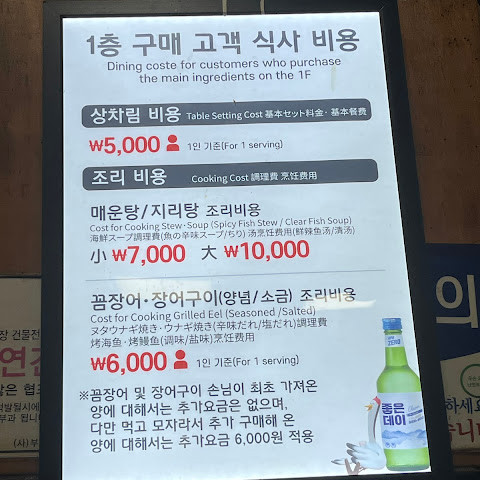 1층 구매 고객 식사 비용
Dining coste for customers who purchase
the main ingredients on the 1F
상차림 비용 Table Setting Cost 基本セット料金・ 基本餐费
₩5,000 1인 기준(For 1 serving)
조리 비용 Cooking Cost 調理費 烹饪费用
매운탕/지리탕 조리비용
Cost for Cooking Stew·Soup (Spicy Fish Stew / Clear Fish Soup)
海鮮スープ調理費(魚の辛味スープ/ちり) 汤烹饪费用(鲜辣鱼汤/清汤)
小 ₩7,000 大 ₩10,000
꼼장어·장어구이(양념/소금) 조리비용
Cost for Cooking Grilled Eel (Seasoned /Salted)
ヌタウナギ焼き・ウナギ焼き(辛味だれ/塩だれ)調理費
烤海鱼・烤鳗鱼(调味/盐味)烹饪费用
₩6,000 1인 기준(For 1 serving)
※꼼장어 및 장어구이 손님이 최초 가져온
양에 대해서는 추가요금은 없으며,
다만 먹고 모자라서 추가 구매해 온
양에 대해서는 추가비용 6,000원 적용
좋은
데이
의
장 건물전